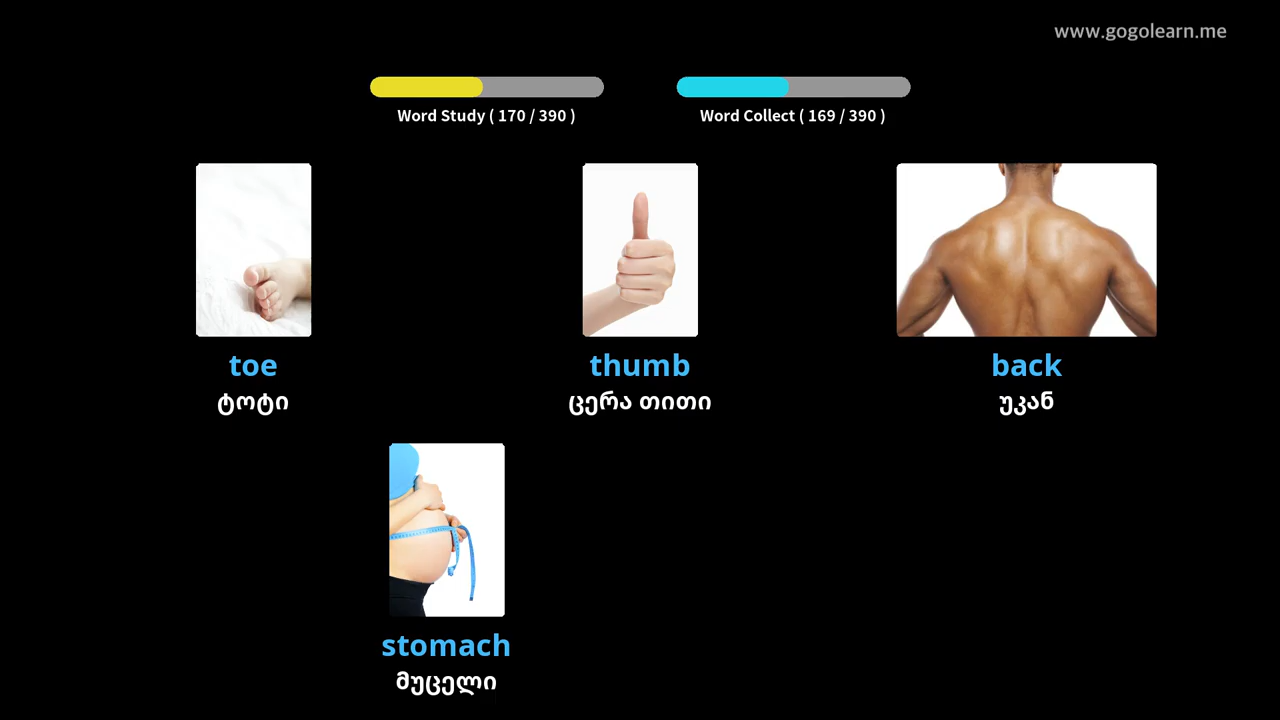 www.gogolearn.me
Word Study ( 170 / 390 )
Word Collect ( 169 / 390 )
toe
ტოტი
thumb
ცერა თითი
back
უკან
stomach
მუცელი